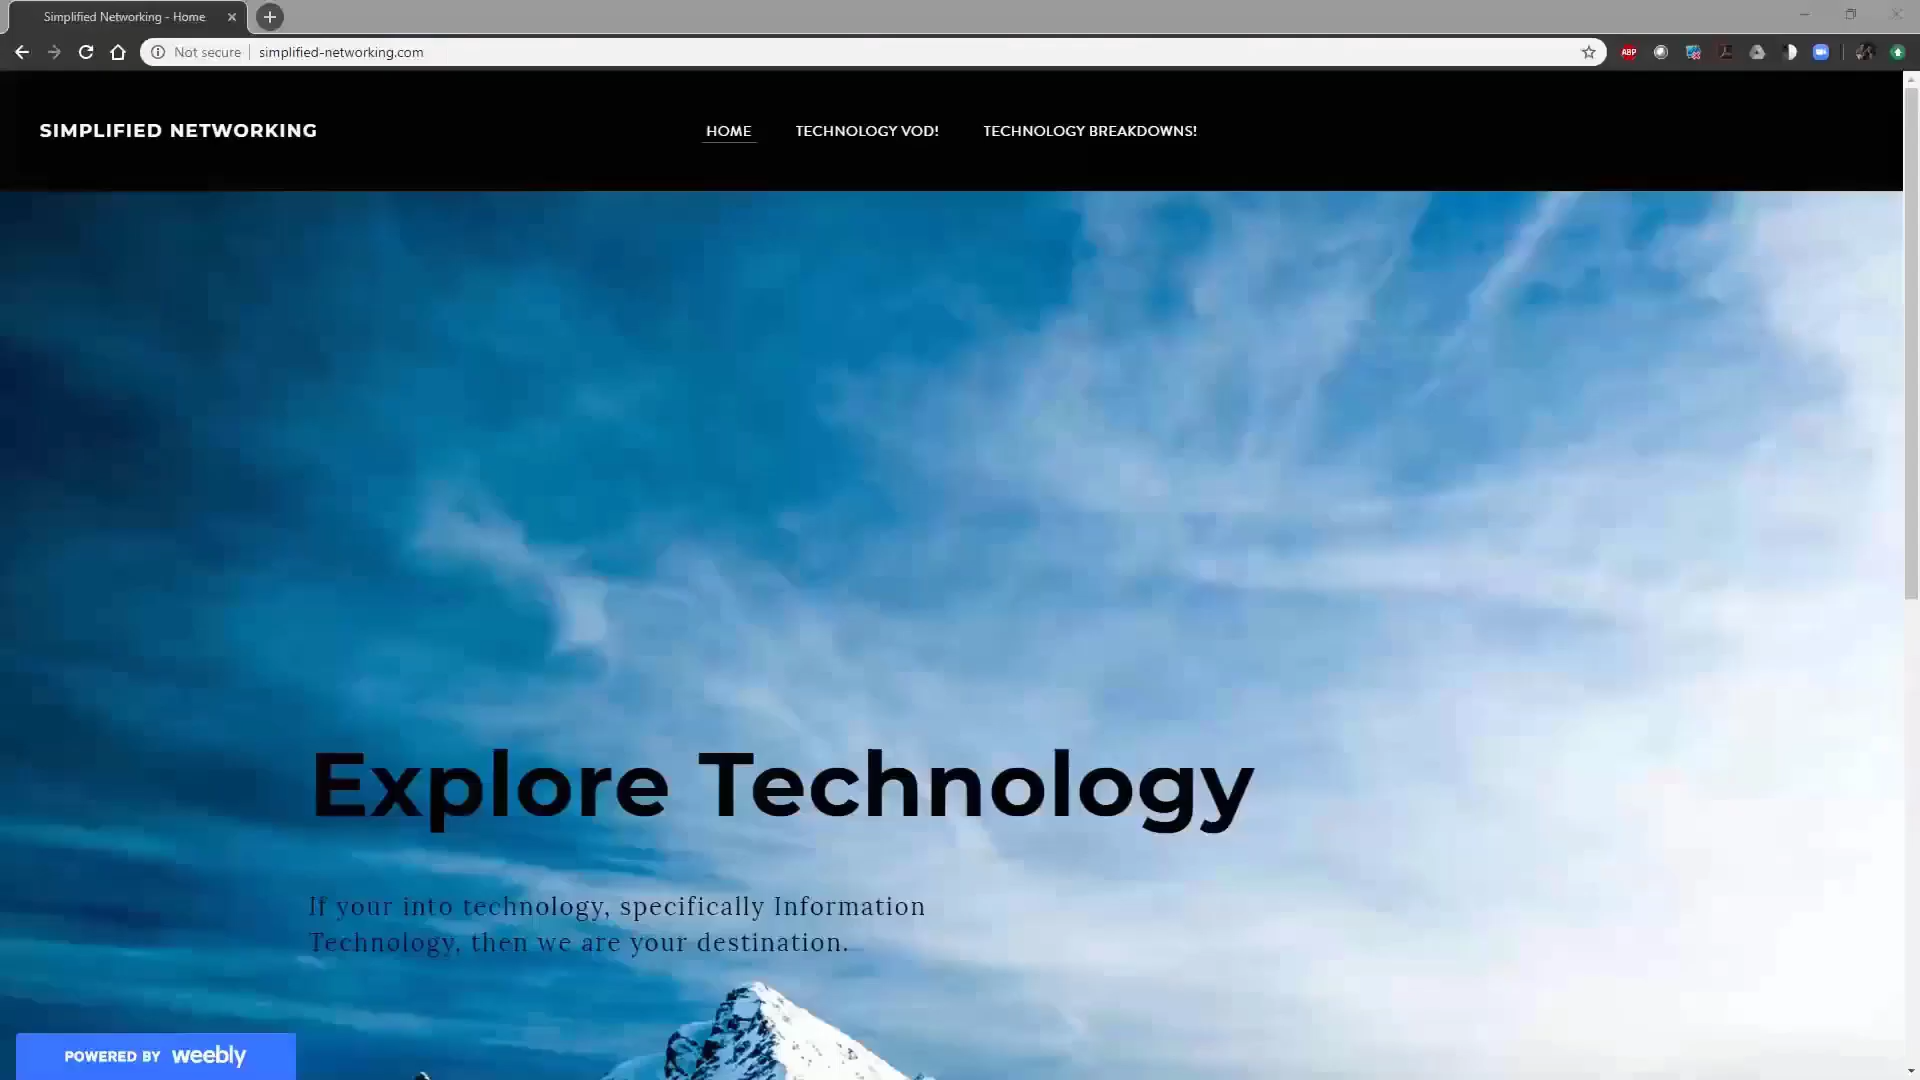 Simplified Networking - Home
Not secure
simplified-networking.com
ABP
SIMPLIFIED NETWORKING
HOME
TECHNOLOGY VOD!
TECHNOLOGY BREAKDOWNS!
Explore Technology
If your into technology, specifically Information
Technology, then we are your destination.
POWERED BY weebly